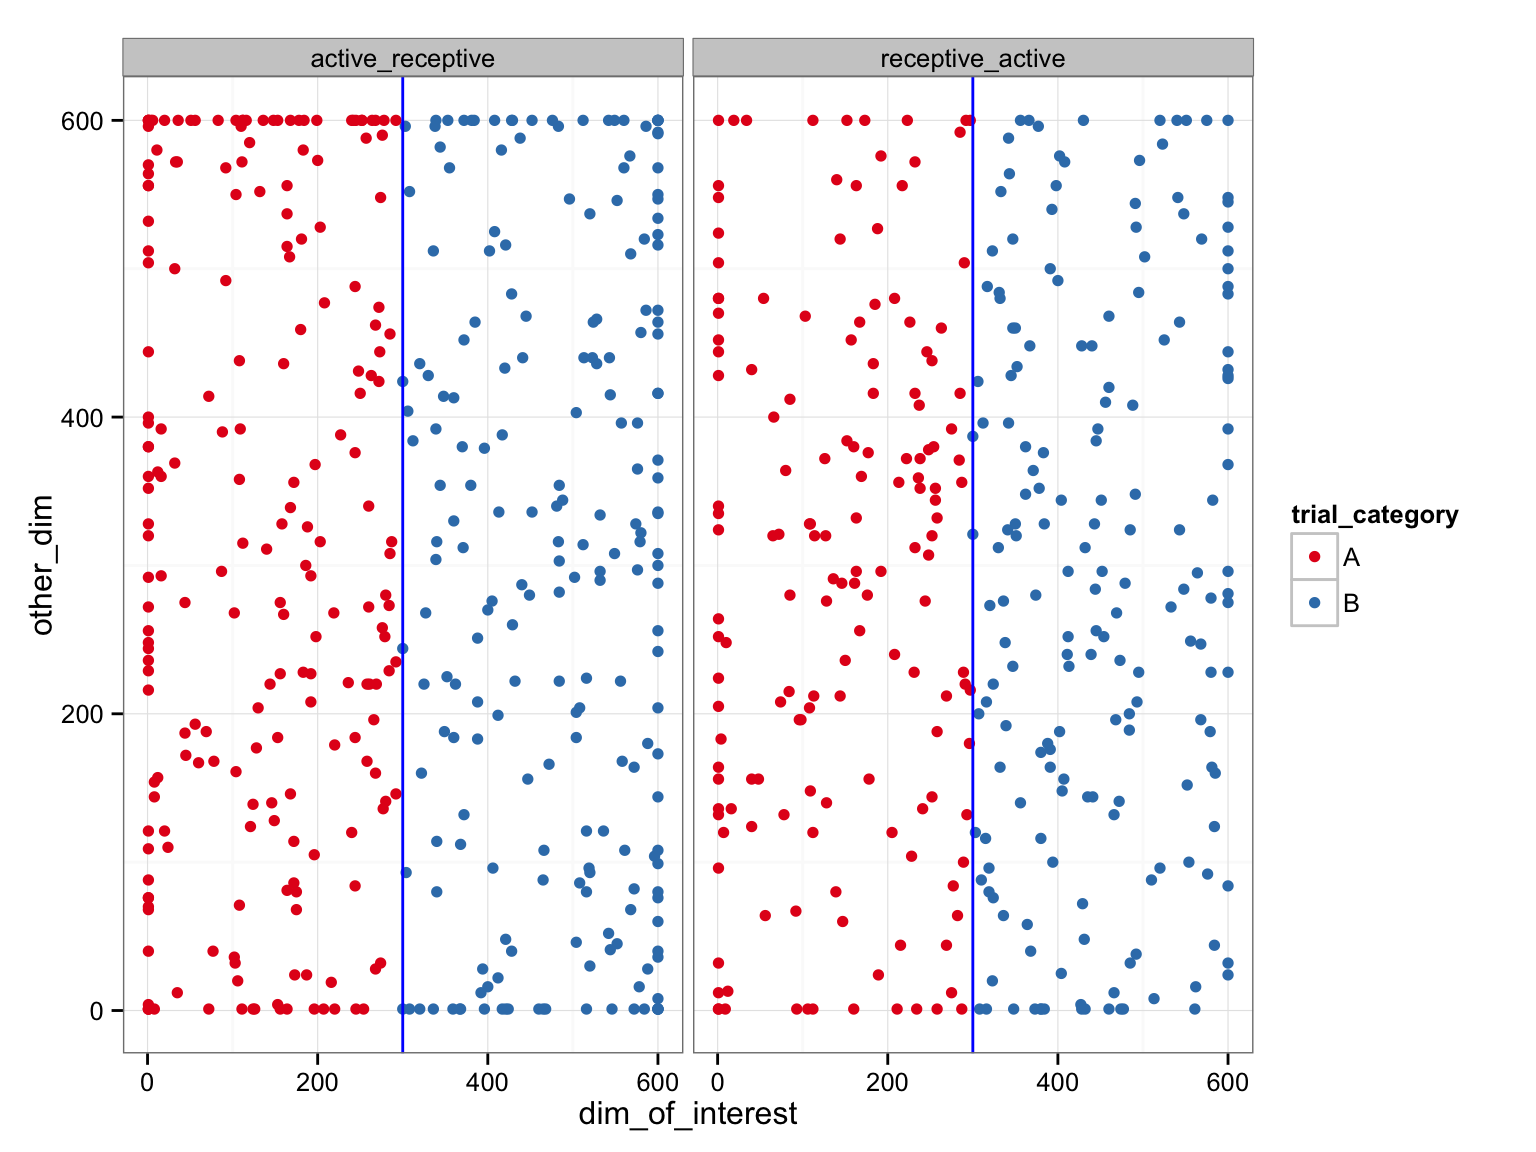 active_receptive
receptive_active
600
400
200
0
other_dim
0 200 400 600
0 200 400 600
dim_of_interest
trial_category
A
B